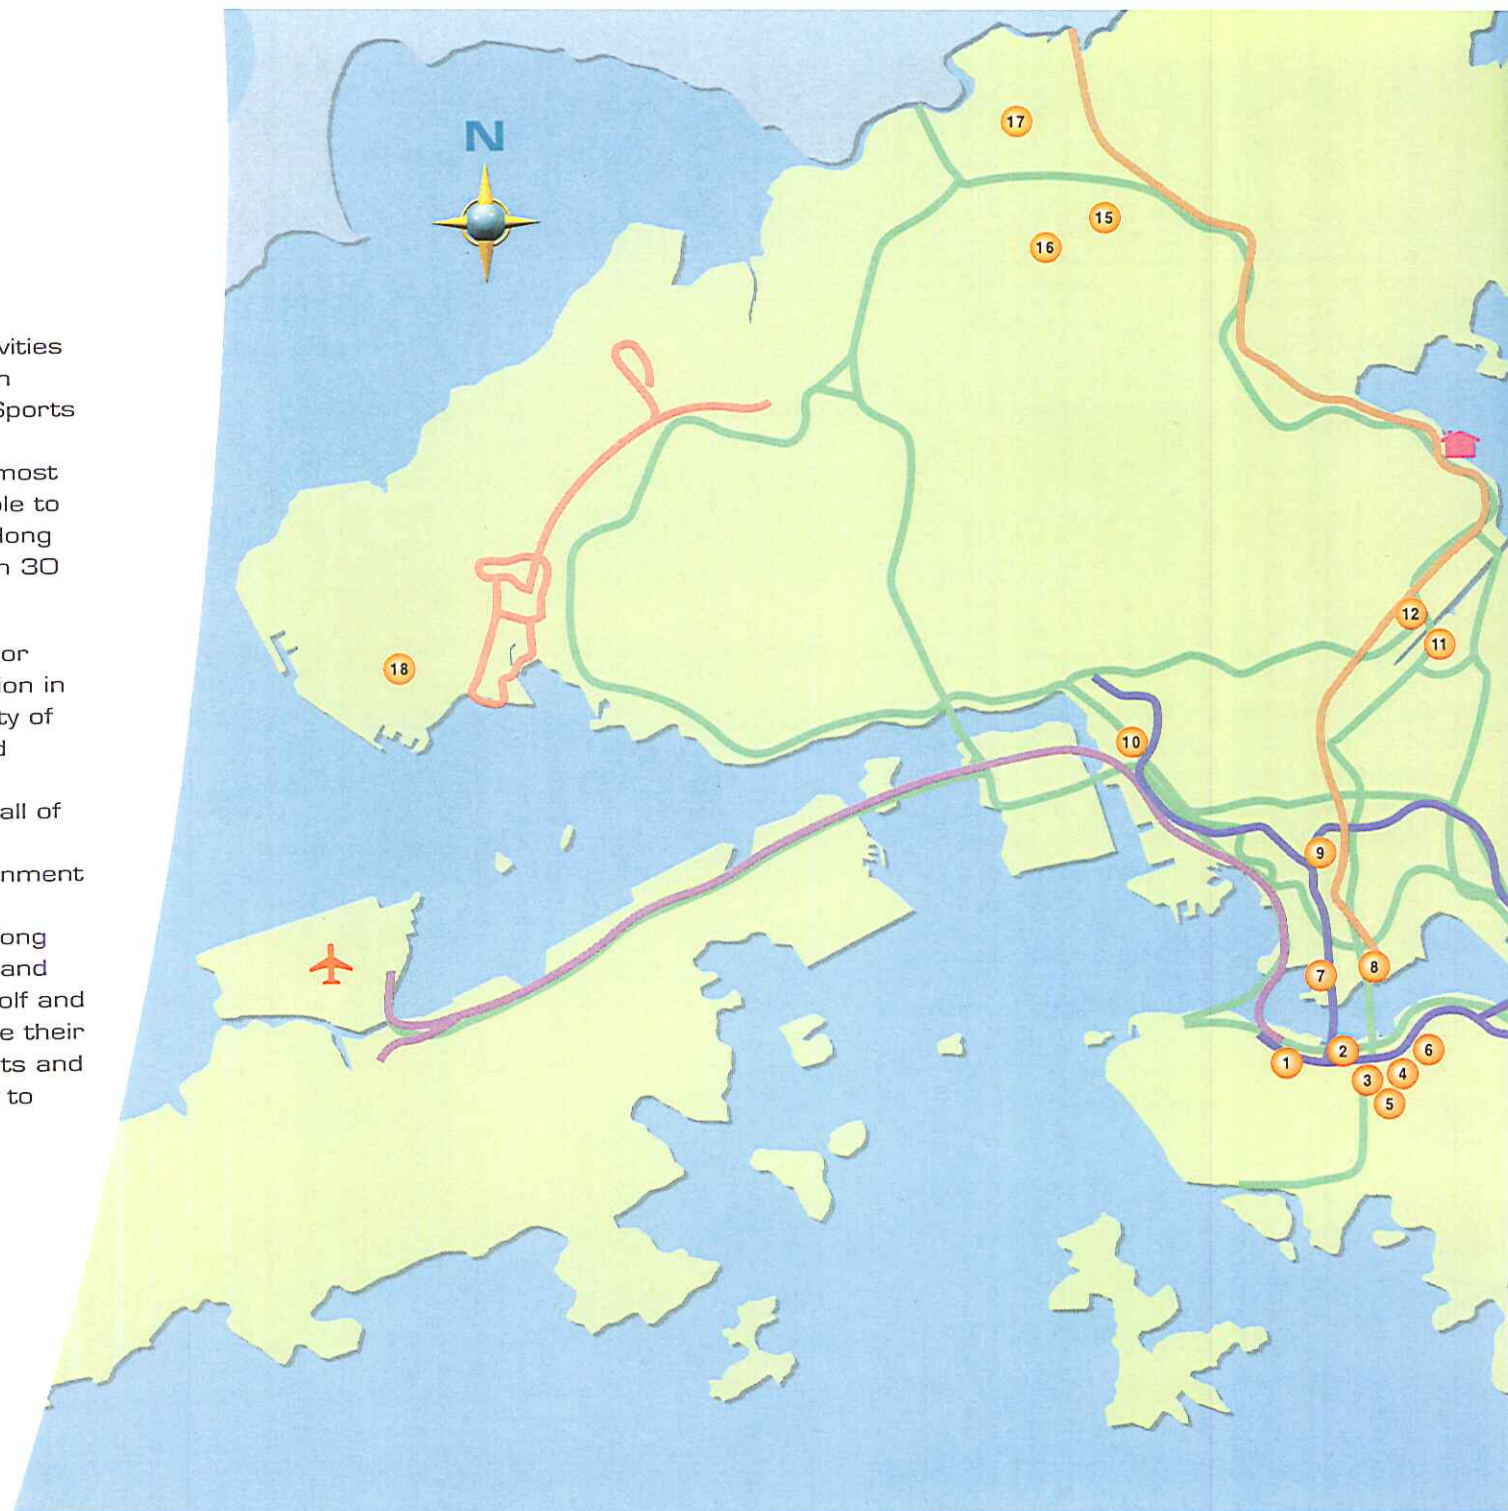 vities
n
Sports
most
ole to
Hong
n 30
or
ion in
ty of
d
all of
nment
ong
and
olf and
e their
ts and
to
N
17
15
16
12
11
18
10
9
7
8
1
2
3
4
5
6